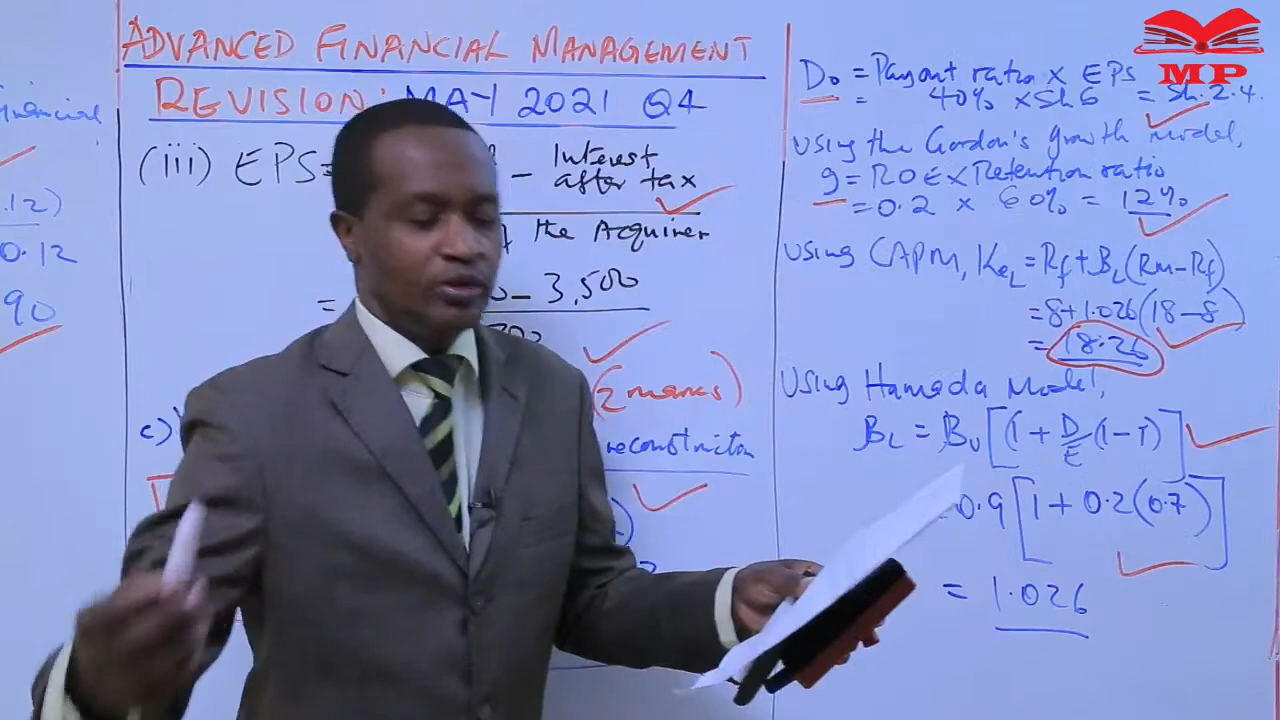 MP
ADVANCED FINANCIAL MANAGEMENT
REVISION: MAY 2021 Q4
.12)
0.12
90
(iii) EPS=
- Interest after tax
the Acquirer
=
- 3,500
(2 marks)
c)
reconstruction
Do = Payout ratio x EPS
= 40% x Sh.6 = Sh.2.4.
Using the Gordon's growth Model,
g = ROE x Retention ratio
= 0.2 x 60% = 12%
Using CAPM, KeL = Rf + BL (Rm - Rf)
= 8 + 1.026 (18 - 8)
= 18.26
Using Hamada Model,
BL = BU [(1 + D/E (1-T)]
0.9 [1 + 0.2 (0.7)]
= 1.026